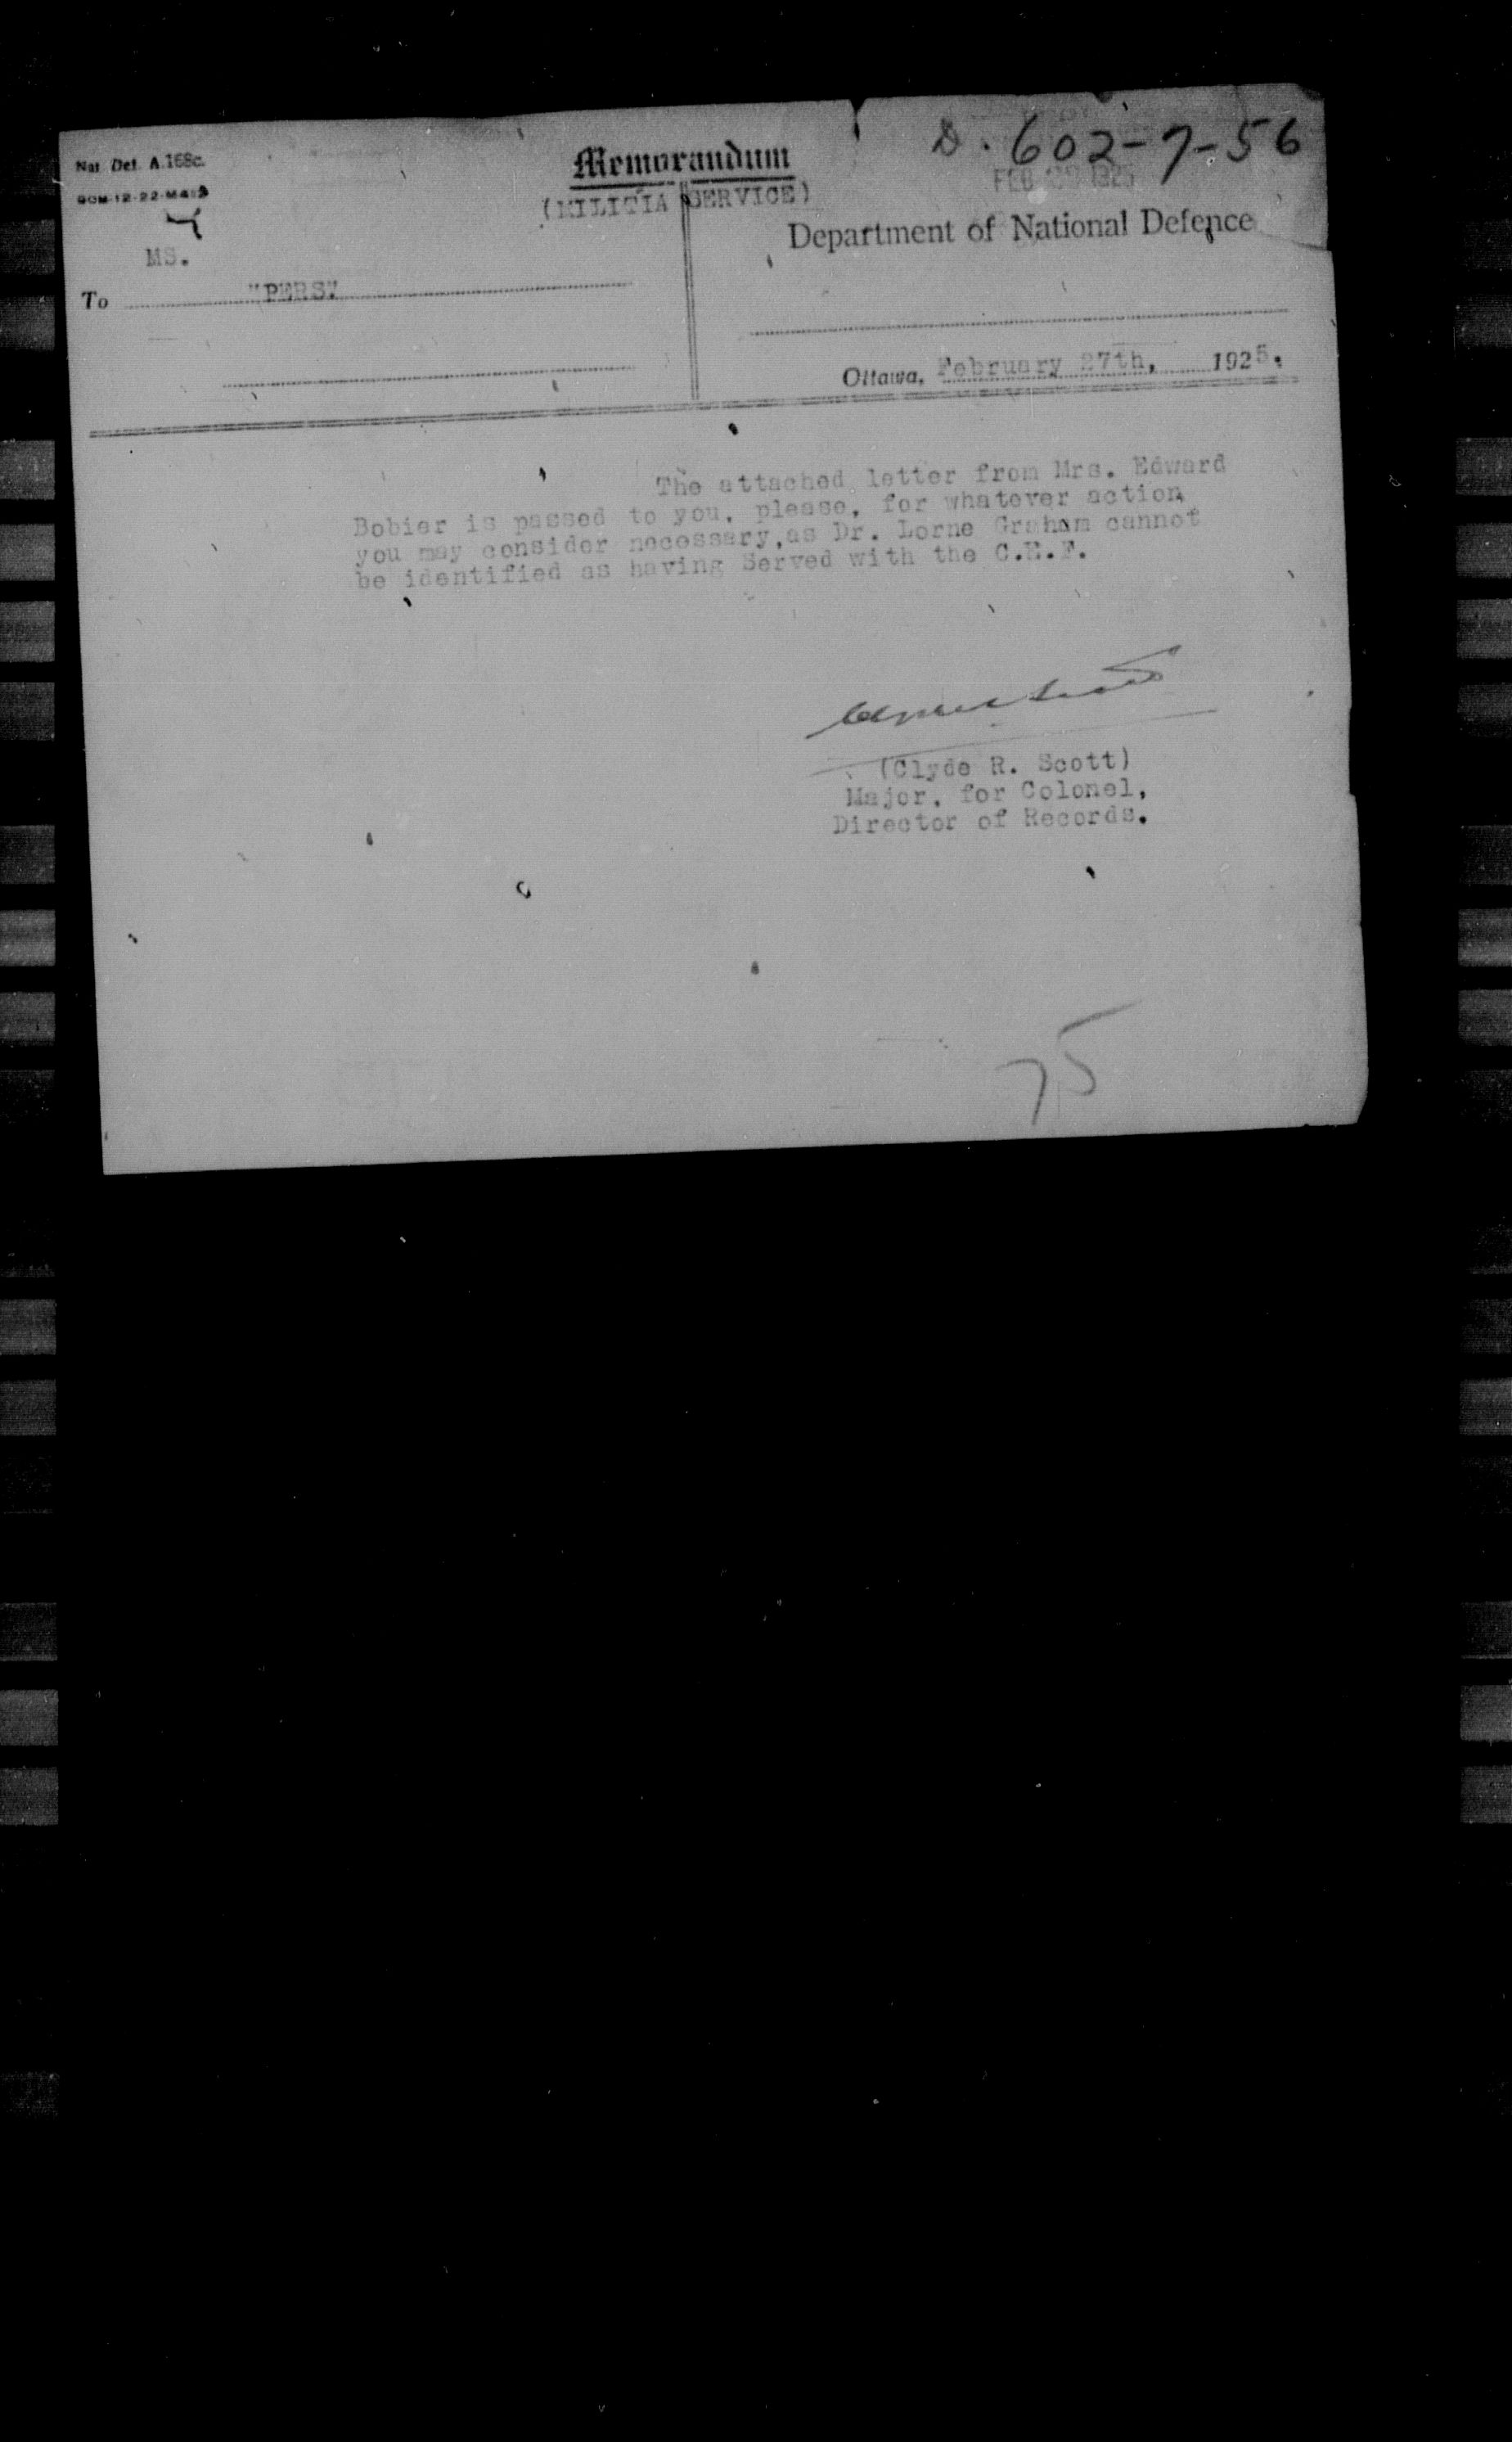 Nat. Def. A.168c.
Memorandum
D. 602-7-56
(MILITIA SERVICE)
FEB 1925
Department of National Defence
MS.
To "PERS"
Ottawa, February 27th, 1925.
The attached letter from Mrs. Edward
Bobier is passed to you, please, for whatever action
you may consider necessary, as Dr. Lorne Graham cannot
be identified as having Served with the C.E.F.
(Clyde R. Scott)
Major, for Colonel,
Director of Records.
75